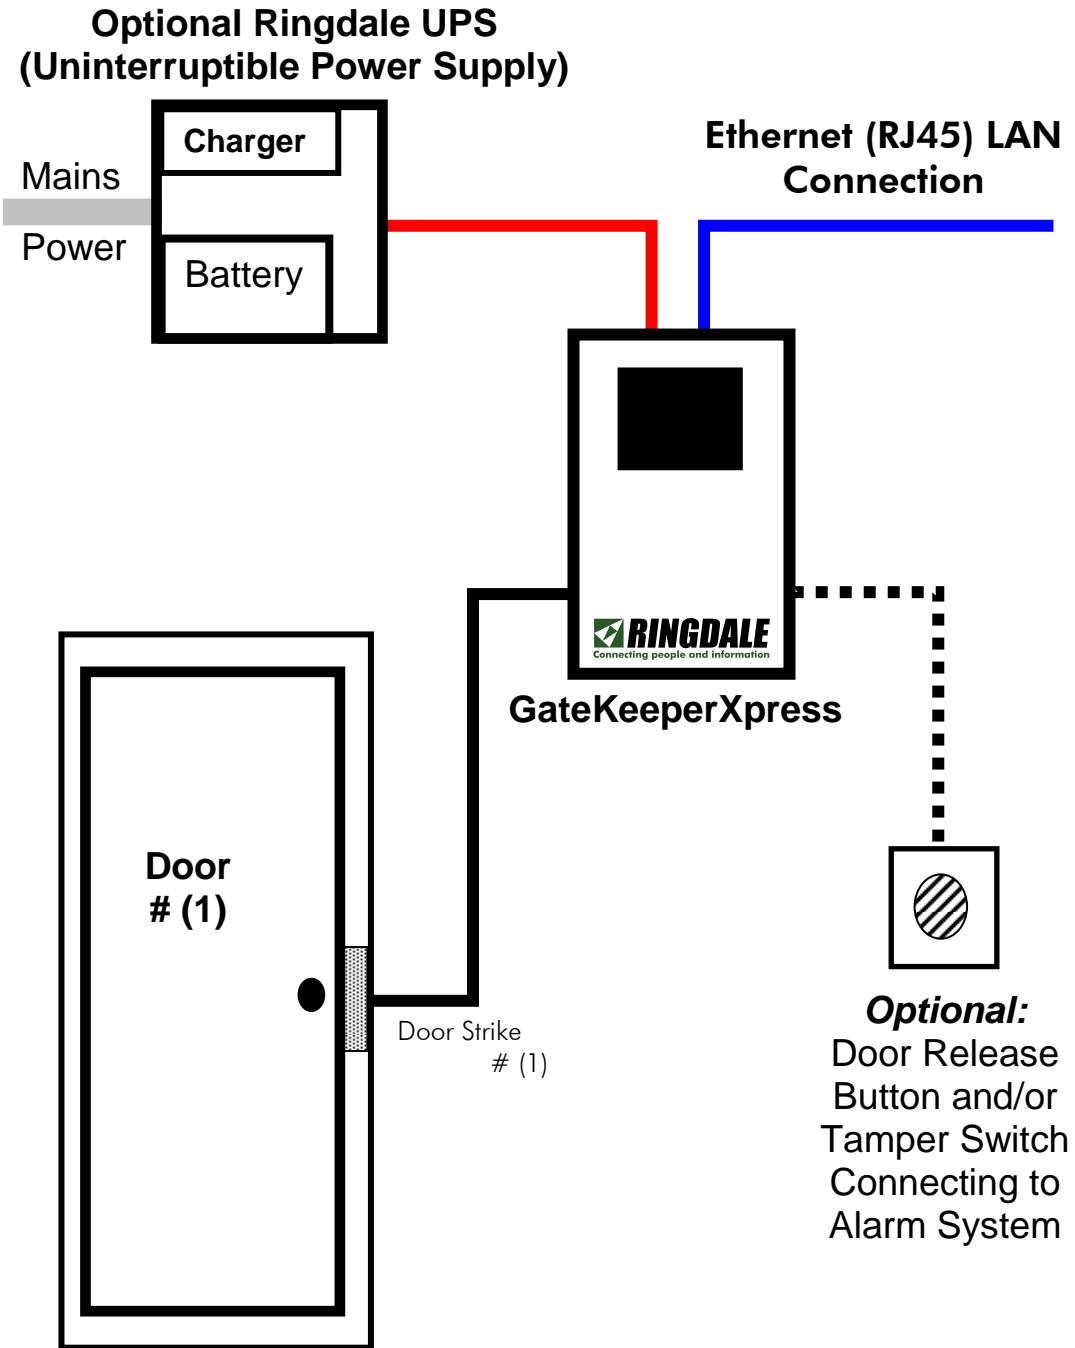 Optional Ringdale UPS
(Uninterruptible Power Supply)
Charger
Mains
Power
Battery
Ethernet (RJ45) LAN
Connection
RINGDALE
Connecting people and information
GateKeeperXpress
Door
# (1)
Door Strike
# (1)
Optional:
Door Release
Button and/or
Tamper Switch
Connecting to
Alarm System